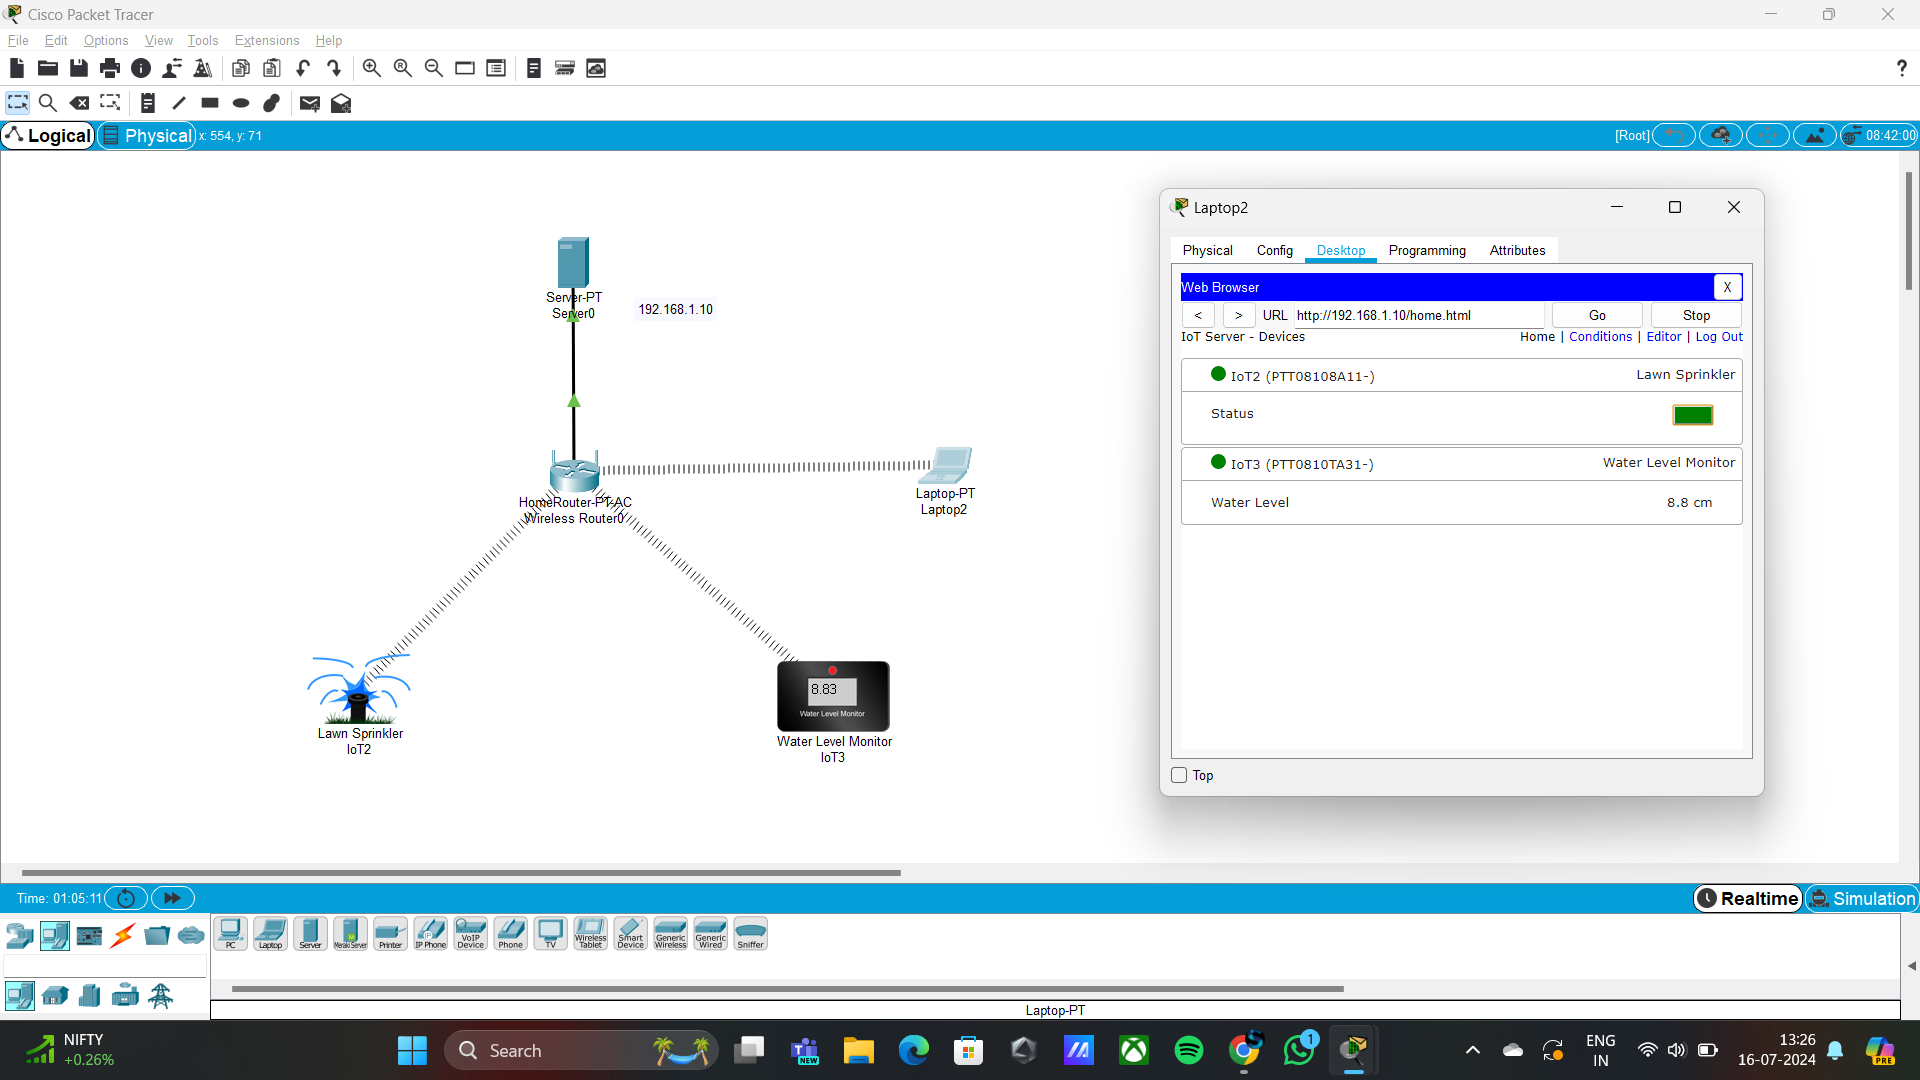 Cisco Packet Tracer
File Edit Options View Tools Extensions Help
?
Logical Physical x: 554, y: 71
[Root] 08:42:00
Server-PT
Server0
192.168.1.10
HomeRouter-PT-AC
Wireless Router0
Laptop-PT
Laptop2
Lawn Sprinkler
IoT2
8.83
Water Level Monitor
Water Level Monitor
IoT3
Laptop2
Physical Config Desktop Programming Attributes
Web Browser X
< > URL http://192.168.1.10/home.html Go Stop
IoT Server - Devices Home | Conditions | Editor | Log Out
IoT2 (PTT08108A11-) Lawn Sprinkler
Status
IoT3 (PTT0810TA31-) Water Level Monitor
Water Level 8.8 cm
Top
Time: 01:05:11
Realtime Simulation
PC Laptop Server Meraki Server Printer IP Phone VoIP Device Phone TV Wireless Tablet Smart Device Generic Wireless Generic Wired Sniffer
Laptop-PT
NIFTY
+0.26%
Search
NEW
1
ENG
IN
13:26
16-07-2024
PRE